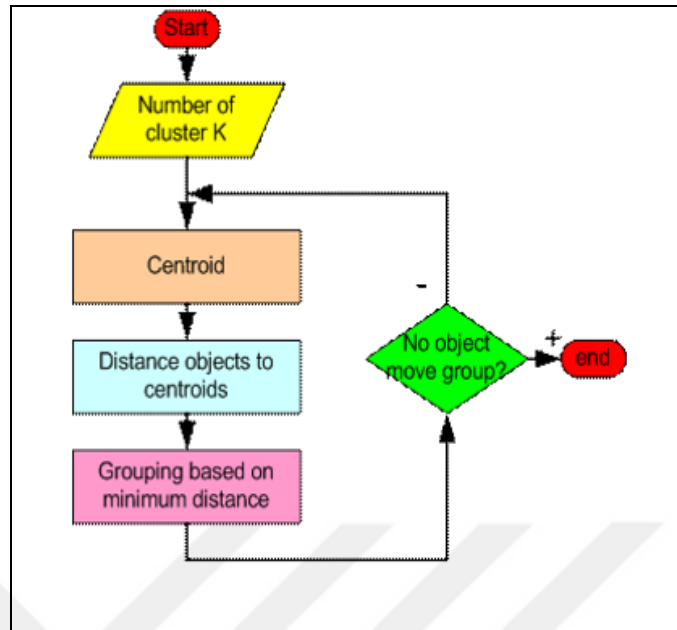 Start
Number of
cluster K
Centroid
Distance objects to
centroids
Grouping based on
minimum distance
-
No object
move group?
+
end